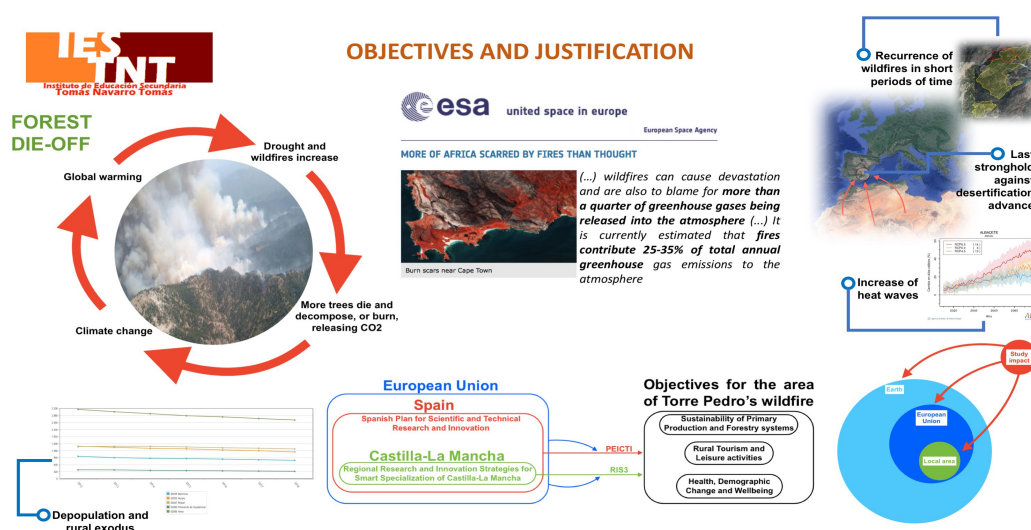 IES
TNT
Instituto de Educación Secundaria
Tomás Navarro Tomás
OBJECTIVES AND JUSTIFICATION
FOREST
DIE-OFF
Drought and
wildfires increase
Global warming
More trees die and
decompose, or burn,
releasing CO2
Climate change
esa
united space in europe
European Space Agency
MORE OF AFRICA SCARRED BY FIRES THAN THOUGHT
(...) wildfires can cause devastation
and are also to blame for more than
a quarter of greenhouse gases being
released into the atmosphere (...) It
is currently estimated that fires
contribute 25-35% of total annual
greenhouse gas emissions to the
atmosphere
Burn scars near Cape Town
Recurrence of
wildfires in short
periods of time
Last
stronghold
against
desertification
advance
ALBACETE
Increase of
heat waves
Study
impact
Earth
European
Union
Local area
European Union
Spain
Spanish Plan for Scientific and Technical
Research and Innovation
Castilla-La Mancha
Regional Research and Innovation Strategies for
Smart Specialization of Castilla-La Mancha
PEICTI
RIS3
Objectives for the area
of Torre Pedro's wildfire
Sustainability of Primary
Production and Forestry systems
Rural Tourism and
Leisure activities
Health, Demographic
Change and Wellbeing
Depopulation and
rural exodus